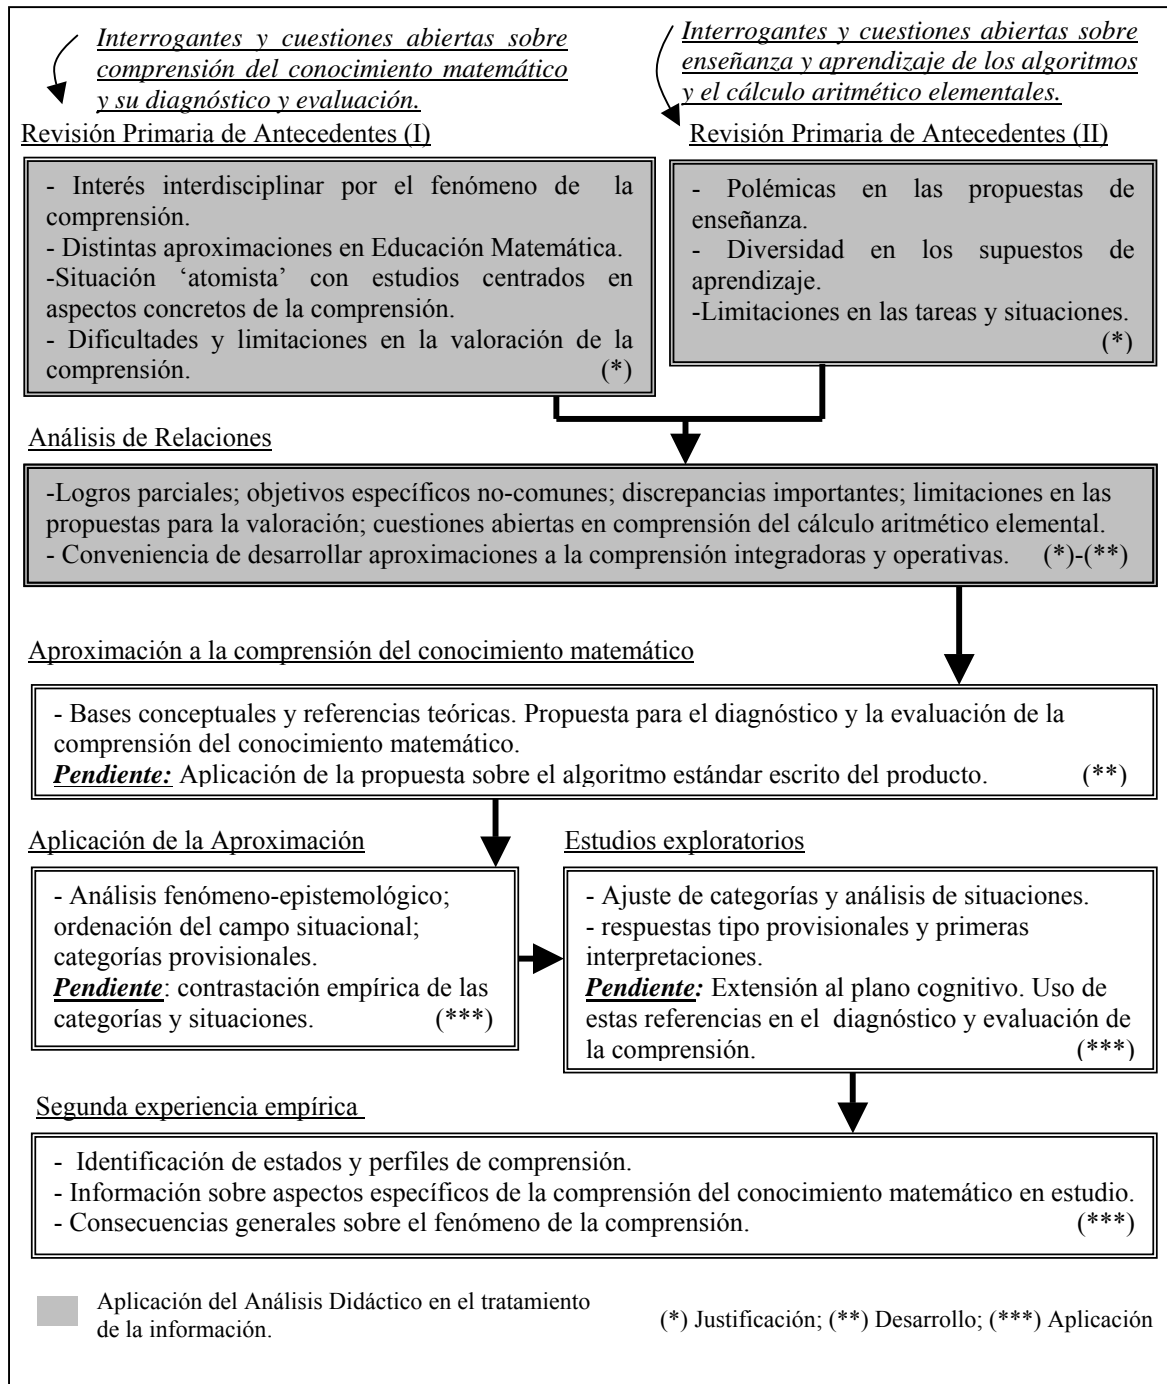 Interrogantes y cuestiones abiertas sobre
comprensión del conocimiento matemático
y su diagnóstico y evaluación.
Revisión Primaria de Antecedentes (I)
- Interés interdisciplinar por el fenómeno de la
comprensión.
- Distintas aproximaciones en Educación Matemática.
-Situación ‘atomista’ con estudios centrados en
aspectos concretos de la comprensión.
- Dificultades y limitaciones en la valoración de la
comprensión. (*)
Interrogantes y cuestiones abiertas sobre
enseñanza y aprendizaje de los algoritmos
y el cálculo aritmético elementales.
Revisión Primaria de Antecedentes (II)
- Polémicas en las propuestas de
enseñanza.
- Diversidad en los supuestos de
aprendizaje.
-Limitaciones en las tareas y situaciones.
(*)
Análisis de Relaciones
-Logros parciales; objetivos específicos no-comunes; discrepancias importantes; limitaciones en las
propuestas para la valoración; cuestiones abiertas en comprensión del cálculo aritmético elemental.
- Conveniencia de desarrollar aproximaciones a la comprensión integradoras y operativas. (*)-(**)
Aproximación a la comprensión del conocimiento matemático
- Bases conceptuales y referencias teóricas. Propuesta para el diagnóstico y la evaluación de la
comprensión del conocimiento matemático.
Pendiente: Aplicación de la propuesta sobre el algoritmo estándar escrito del producto. (**)
Aplicación de la Aproximación
- Análisis fenómeno-epistemológico;
ordenación del campo situacional;
categorías provisionales.
Pendiente: contrastación empírica de las
categorías y situaciones. (***)
Estudios exploratorios
- Ajuste de categorías y análisis de situaciones.
- respuestas tipo provisionales y primeras
interpretaciones.
Pendiente: Extensión al plano cognitivo. Uso de
estas referencias en el diagnóstico y evaluación de
la comprensión. (***)
Segunda experiencia empírica
- Identificación de estados y perfiles de comprensión.
- Información sobre aspectos específicos de la comprensión del conocimiento matemático en estudio.
- Consecuencias generales sobre el fenómeno de la comprensión. (***)
Aplicación del Análisis Didáctico en el tratamiento
de la información.
(*) Justificación; (**) Desarrollo; (***) Aplicación